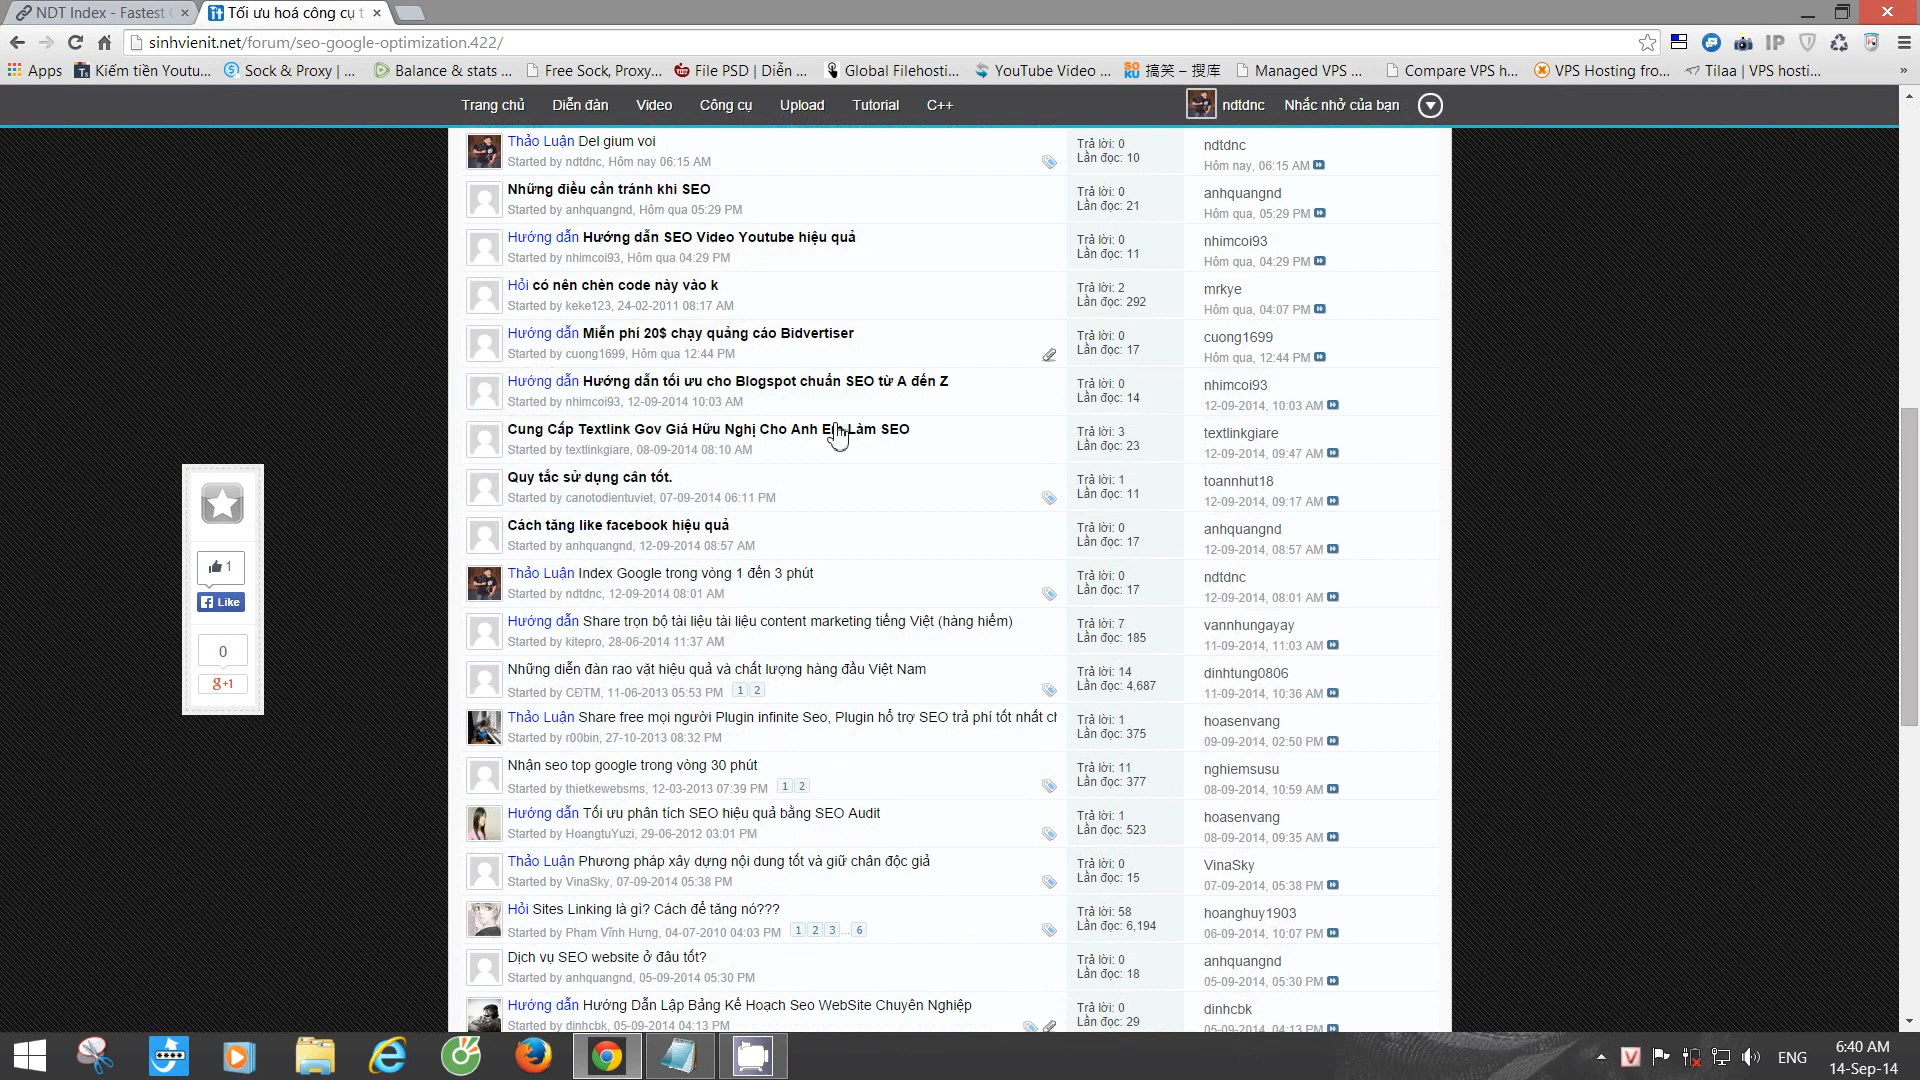 NDT Index - Fastest
Tối ưu hoá công cụ t
sinhvienit.net/forum/seo-google-optimization.422/
Apps
Kiếm tiền Youtu...
Sock & Proxy | ...
Balance & stats ...
Free Sock, Proxy...
File PSD | Diễn ...
Global Filehosti...
YouTube Video ...
搞笑 – 搜库
Managed VPS ...
Compare VPS h...
VPS Hosting fro...
Tilaa | VPS hosti...
»
Trang chủ Diễn đàn Video Công cụ Upload Tutorial C++ ndtdnc Nhắc nhở của bạn
Thảo Luận Del gium voi
Started by ndtdnc, Hôm nay 06:15 AM
Trả lời: 0
Lần đọc: 10
ndtdnc
Hôm nay, 06:15 AM
Những điều cần tránh khi SEO
Started by anhquangnd, Hôm qua 05:29 PM
Trả lời: 0
Lần đọc: 21
anhquangnd
Hôm qua, 05:29 PM
Hướng dẫn Hướng dẫn SEO Video Youtube hiệu quả
Started by nhimcoi93, Hôm qua 04:29 PM
Trả lời: 0
Lần đọc: 11
nhimcoi93
Hôm qua, 04:29 PM
Hỏi có nên chèn code này vào k
Started by keke123, 24-02-2011 08:17 AM
Trả lời: 2
Lần đọc: 292
mrkye
Hôm qua, 04:07 PM
Hướng dẫn Miễn phí 20$ chạy quảng cáo Bidvertiser
Started by cuong1699, Hôm qua 12:44 PM
Trả lời: 0
Lần đọc: 17
cuong1699
Hôm qua, 12:44 PM
Hướng dẫn Hướng dẫn tối ưu cho Blogspot chuẩn SEO từ A đến Z
Started by nhimcoi93, 12-09-2014 10:03 AM
Trả lời: 0
Lần đọc: 14
nhimcoi93
12-09-2014, 10:03 AM
Cung Cấp Textlink Gov Giá Hữu Nghị Cho Anh Em Làm SEO
Started by textlinkgiare, 08-09-2014 08:10 AM
Trả lời: 3
Lần đọc: 23
textlinkgiare
12-09-2014, 09:47 AM
Quy tắc sử dụng cân tốt.
Started by canotodientuviet, 07-09-2014 06:11 PM
Trả lời: 1
Lần đọc: 11
toannhut18
12-09-2014, 09:17 AM
Cách tăng like facebook hiệu quả
Started by anhquangnd, 12-09-2014 08:57 AM
Trả lời: 0
Lần đọc: 17
anhquangnd
12-09-2014, 08:57 AM
Thảo Luận Index Google trong vòng 1 đến 3 phút
Started by ndtdnc, 12-09-2014 08:01 AM
Trả lời: 0
Lần đọc: 17
ndtdnc
12-09-2014, 08:01 AM
1
Like
0
g+1
Hướng dẫn Share trọn bộ tài liệu tài liệu content marketing tiếng Việt (hàng hiếm)
Started by kitepro, 28-06-2014 11:37 AM
Trả lời: 7
Lần đọc: 185
vannhungayay
11-09-2014, 11:03 AM
Những diễn đàn rao vặt hiệu quả và chất lượng hàng đầu Việt Nam
Started by CĐTM, 11-06-2013 05:53 PM 1 2
Trả lời: 14
Lần đọc: 4,687
dinhtung0806
11-09-2014, 10:36 AM
Thảo Luận Share free mọi người Plugin infinite Seo, Plugin hổ trợ SEO trả phí tốt nhất ch
Started by r00bin, 27-10-2013 08:32 PM
Trả lời: 1
Lần đọc: 375
hoasenvang
09-09-2014, 02:50 PM
Nhận seo top google trong vòng 30 phút
Started by thietkewebsms, 12-03-2013 07:39 PM 1 2
Trả lời: 11
Lần đọc: 377
nghiemsusu
08-09-2014, 10:59 AM
Hướng dẫn Tối ưu phân tích SEO hiệu quả bằng SEO Audit
Started by HoangtuYuzi, 29-06-2012 03:01 PM
Trả lời: 1
Lần đọc: 523
hoasenvang
08-09-2014, 09:35 AM
Thảo Luận Phương pháp xây dựng nội dung tốt và giữ chân độc giả
Started by VinaSky, 07-09-2014 05:38 PM
Trả lời: 0
Lần đọc: 15
VinaSky
07-09-2014, 05:38 PM
Hỏi Sites Linking là gì? Cách để tăng nó???
Started by Phạm Vĩnh Hưng, 04-07-2010 04:03 PM 1 2 3 ... 6
Trả lời: 58
Lần đọc: 6,194
hoanghuy1903
06-09-2014, 10:07 PM
Dịch vụ SEO website ở đâu tốt?
Started by anhquangnd, 05-09-2014 05:30 PM
Trả lời: 0
Lần đọc: 18
anhquangnd
05-09-2014, 05:30 PM
Hướng dẫn Hướng Dẫn Lập Bảng Kế Hoạch Seo WebSite Chuyên Nghiệp
Started by dinhcbk, 05-09-2014 04:13 PM
Trả lời: 0
Lần đọc: 29
dinhcbk
05-09-2014, 04:13 PM
ENG
6:40 AM
14-Sep-14